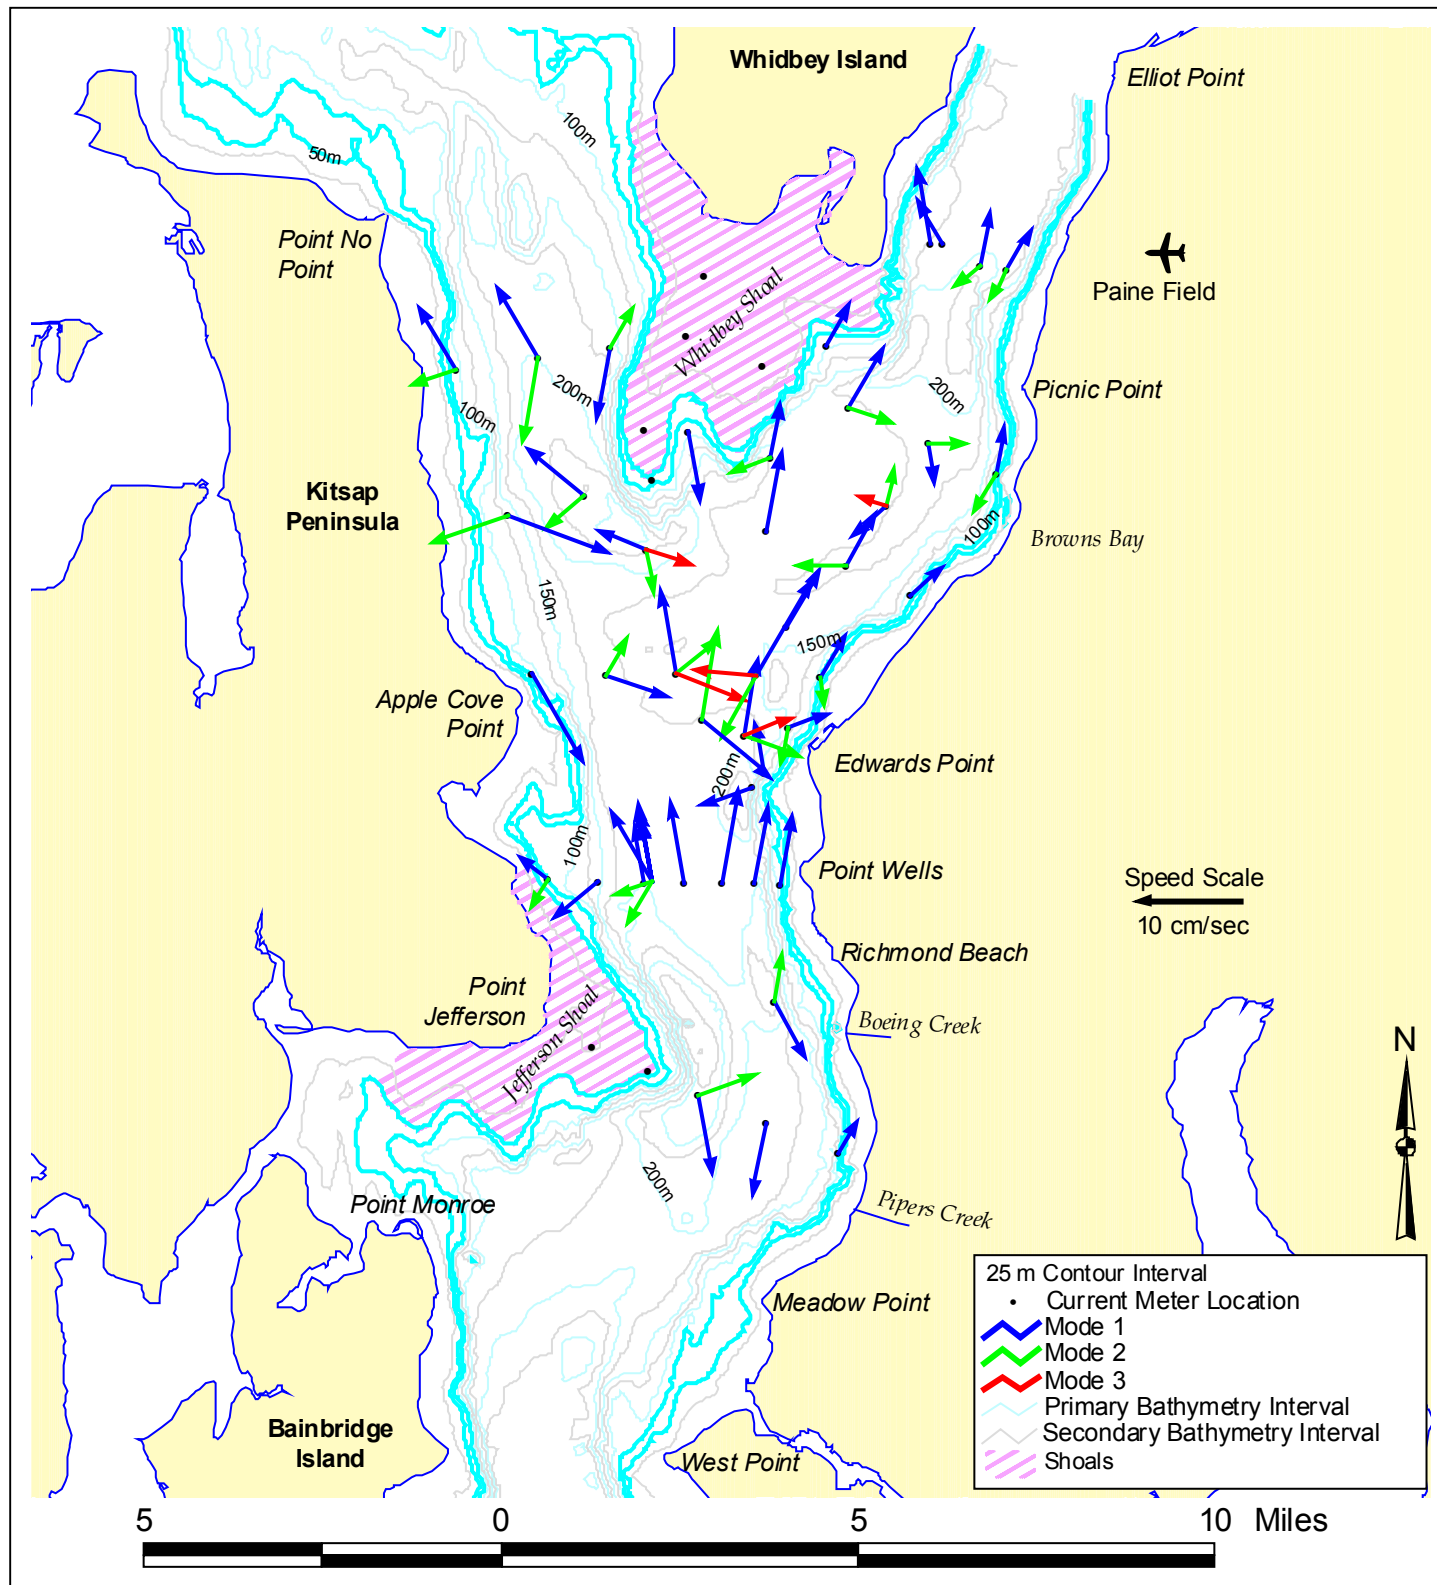 Whidbey Island
Elliot Point
100m
50m
Point No
Point
Paine Field
Whidbey Shoal
200m
200m
Picnic Point
100m
Kitsap
Peninsula
100m
Browns Bay
150m
150m
Apple Cove
Point
Edwards Point
200m
100m
Point Wells
Speed Scale
10 cm/sec
Richmond Beach
Point
Jefferson
Jefferson Shoal
Boeing Creek
N
200m
Point Monroe
Pipers Creek
25 m Contour Interval
Current Meter Location
Mode 1
Mode 2
Mode 3
Primary Bathymetry Interval
Secondary Bathymetry Interval
Shoals
Meadow Point
Bainbridge
Island
West Point
5 0 5 10 Miles